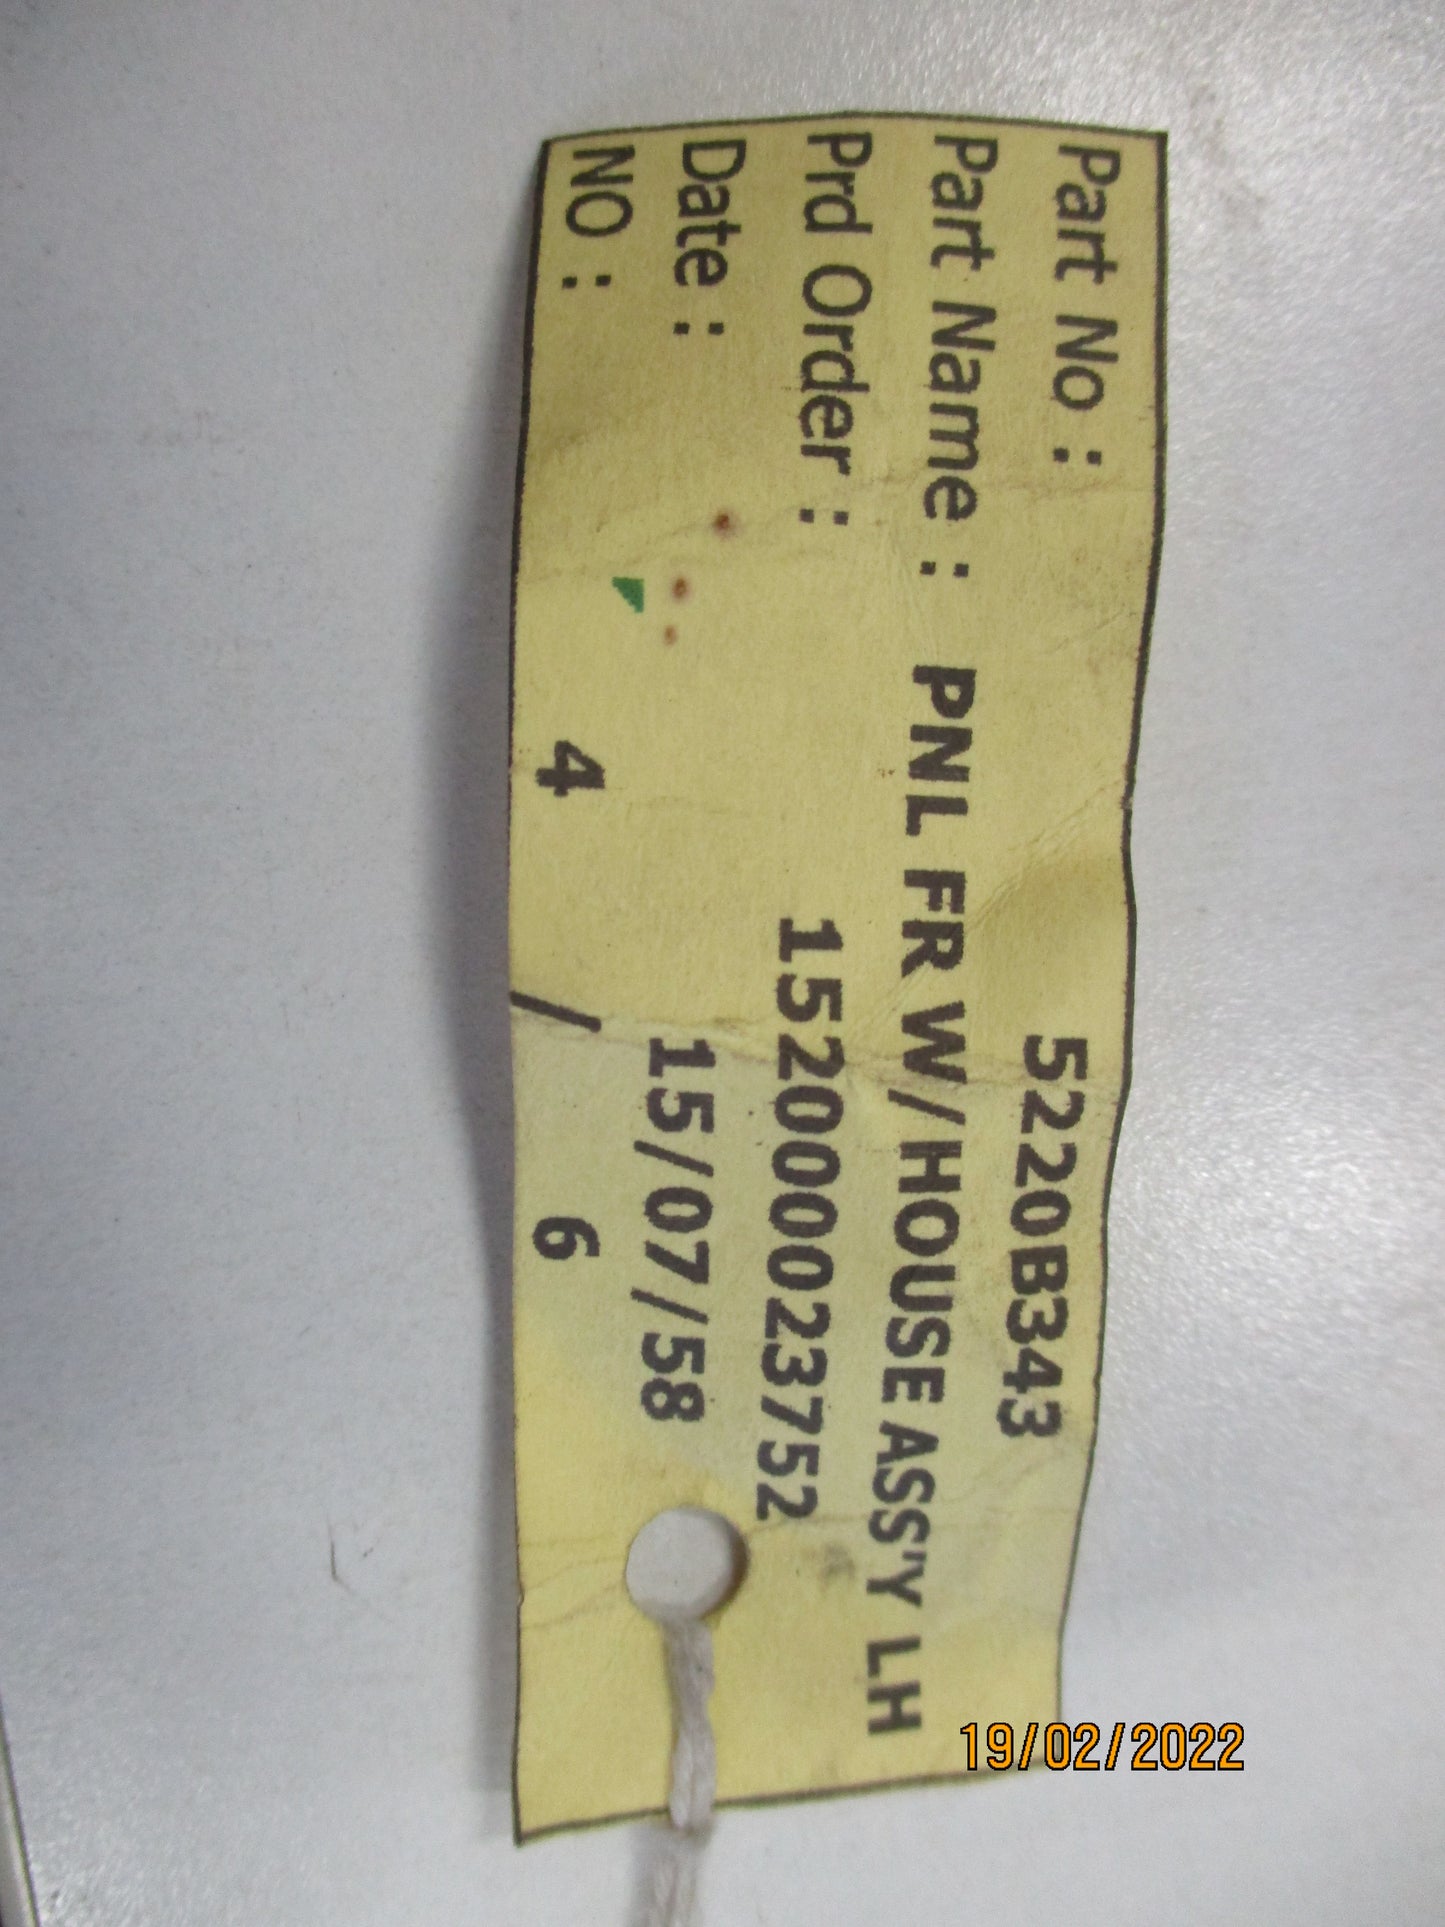 Part No : 5220B343
Part Name : PNL FR W/HOUSE ASS'Y LH
Prd Order : 1520000023752
Date : 15/07/58
NO : 4 / 6
19/02/2022